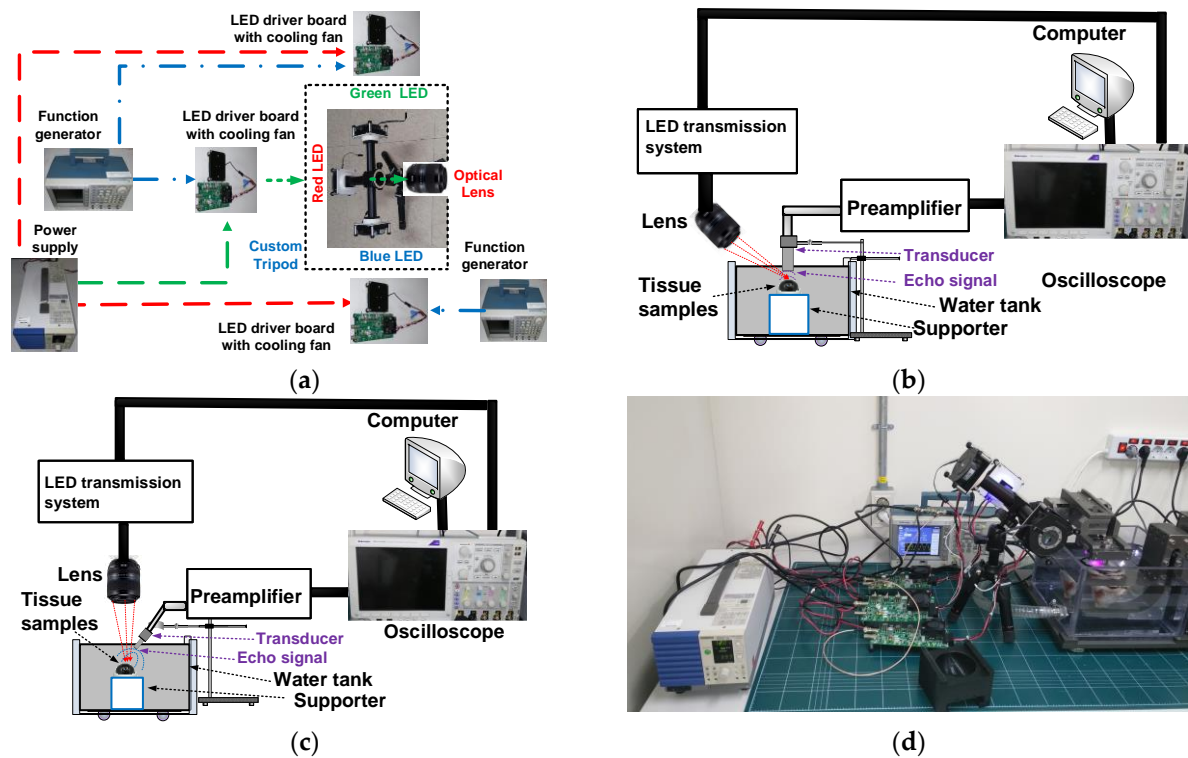 LED driver board
with cooling fan
Green LED
Function
generator
LED driver board
with cooling fan
Red LED
Optical
Lens
Power
supply
Custom
Tripod
Blue LED
Function
generator
LED driver board
with cooling fan
(a)
Computer
LED transmission
system
Preamplifier
Lens
Transducer
Echo signal
Tissue
samples
Oscilloscope
Water tank
Supporter
(b)
Computer
LED transmission
system
Lens
Preamplifier
Tissue
samples
Oscilloscope
Transducer
Echo signal
Water tank
Supporter
(c)
(d)